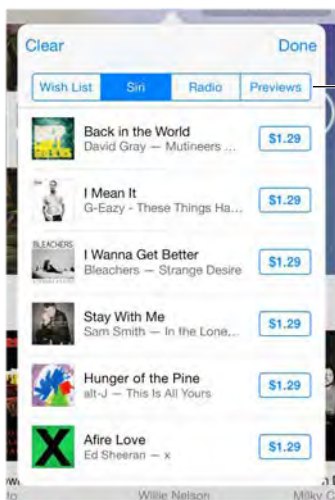 Clear Done
Wish List Siri Radio Previews
Back in the World
David Gray — Mutineers ...
$1.29
I Mean It
G-Eazy - These Things Ha...
$1.29
BLEACHERS
I Wanna Get Better
Bleachers — Strange Desire
$1.29
Stay With Me
Sam Smith — In the Lone...
$1.29
Hunger of the Pine
alt-J — This Is All Yours
$1.29
Afire Love
Ed Sheeran — x
$1.29
Willie Nelson